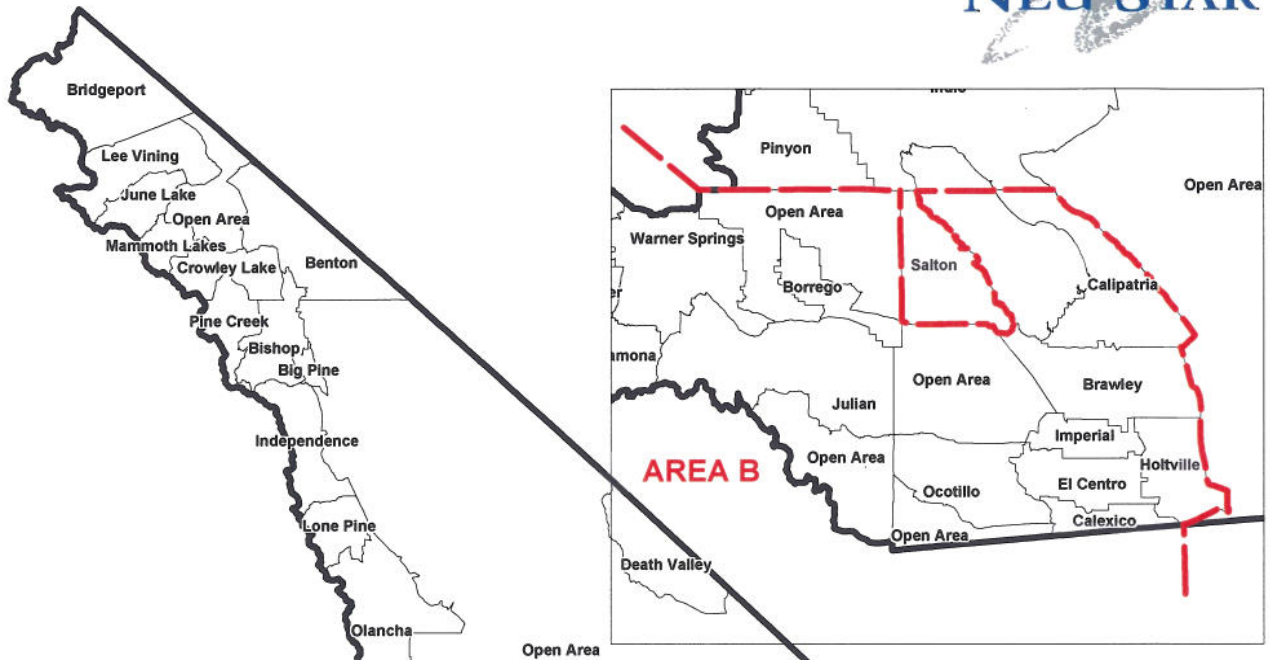 NEUSTAR
Bridgeport
Lee Vining
June Lake
Open Area
Mammoth Lakes
Crowley Lake
Benton
Pine Creek
Bishop
Big Pine
Independence
Lone Pine
Olancha
Open Area
Death Valley
Pinyon
Open Area
Open Area
Warner Springs
Salton
Borrego
Calipatria
Open Area
Brawley
Julian
Imperial
Open Area
Holtville
AREA B
El Centro
Ocotillo
Calexico
Open Area